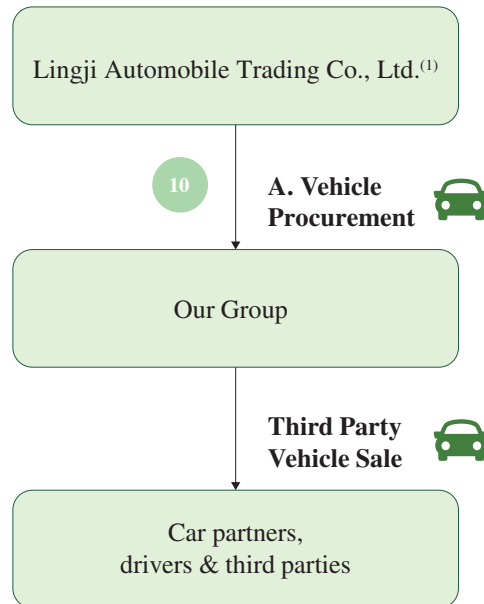 Lingji Automobile Trading Co., Ltd.(1)
10
A. Vehicle
Procurement
Our Group
Third Party
Vehicle Sale
Car partners,
drivers & third parties